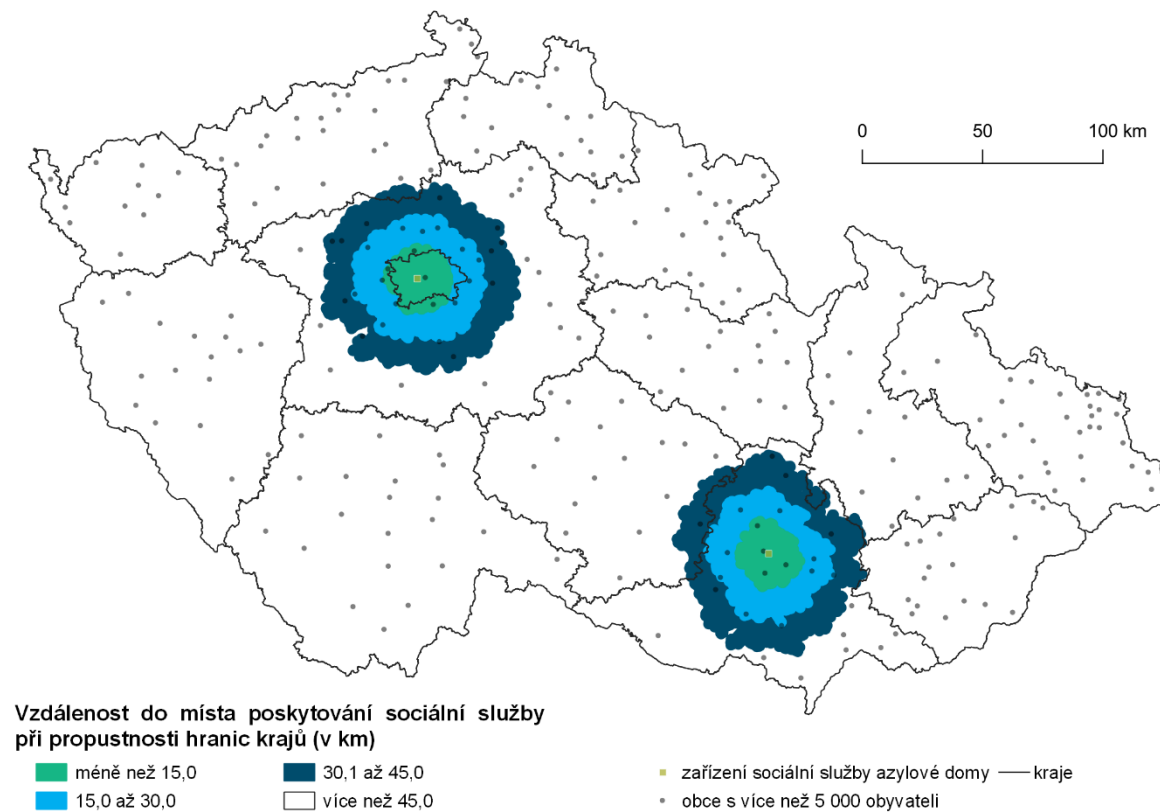 0 50 100 km
Vzdálenost do místa poskytování sociální služby
při propustnosti hranic krajů (v km)
méně než 15,0
30,1 až 45,0
zařízení sociální služby azylové domy
kraje
15,0 až 30,0
více než 45,0
obce s více než 5 000 obyvateli